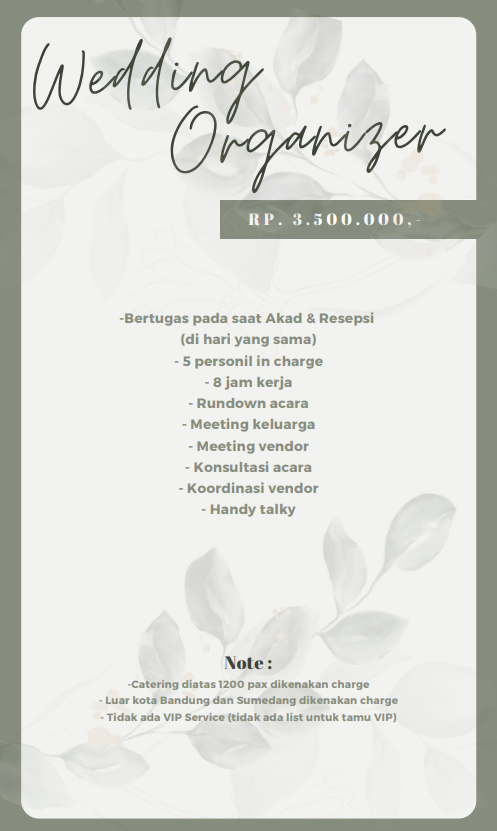 Wedding
Organizer
RP. 3.500.000,-
-Bertugas pada saat Akad & Resepsi
(di hari yang sama)
- 5 personil in charge
- 8 jam kerja
- Rundown acara
- Meeting keluarga
- Meeting vendor
- Konsultasi acara
- Koordinasi vendor
- Handy talky
Note :
-Catering diatas 1200 pax dikenakan charge
- Luar kota Bandung dan Sumedang dikenakan charge
- Tidak ada VIP Service (tidak ada list untuk tamu VIP)